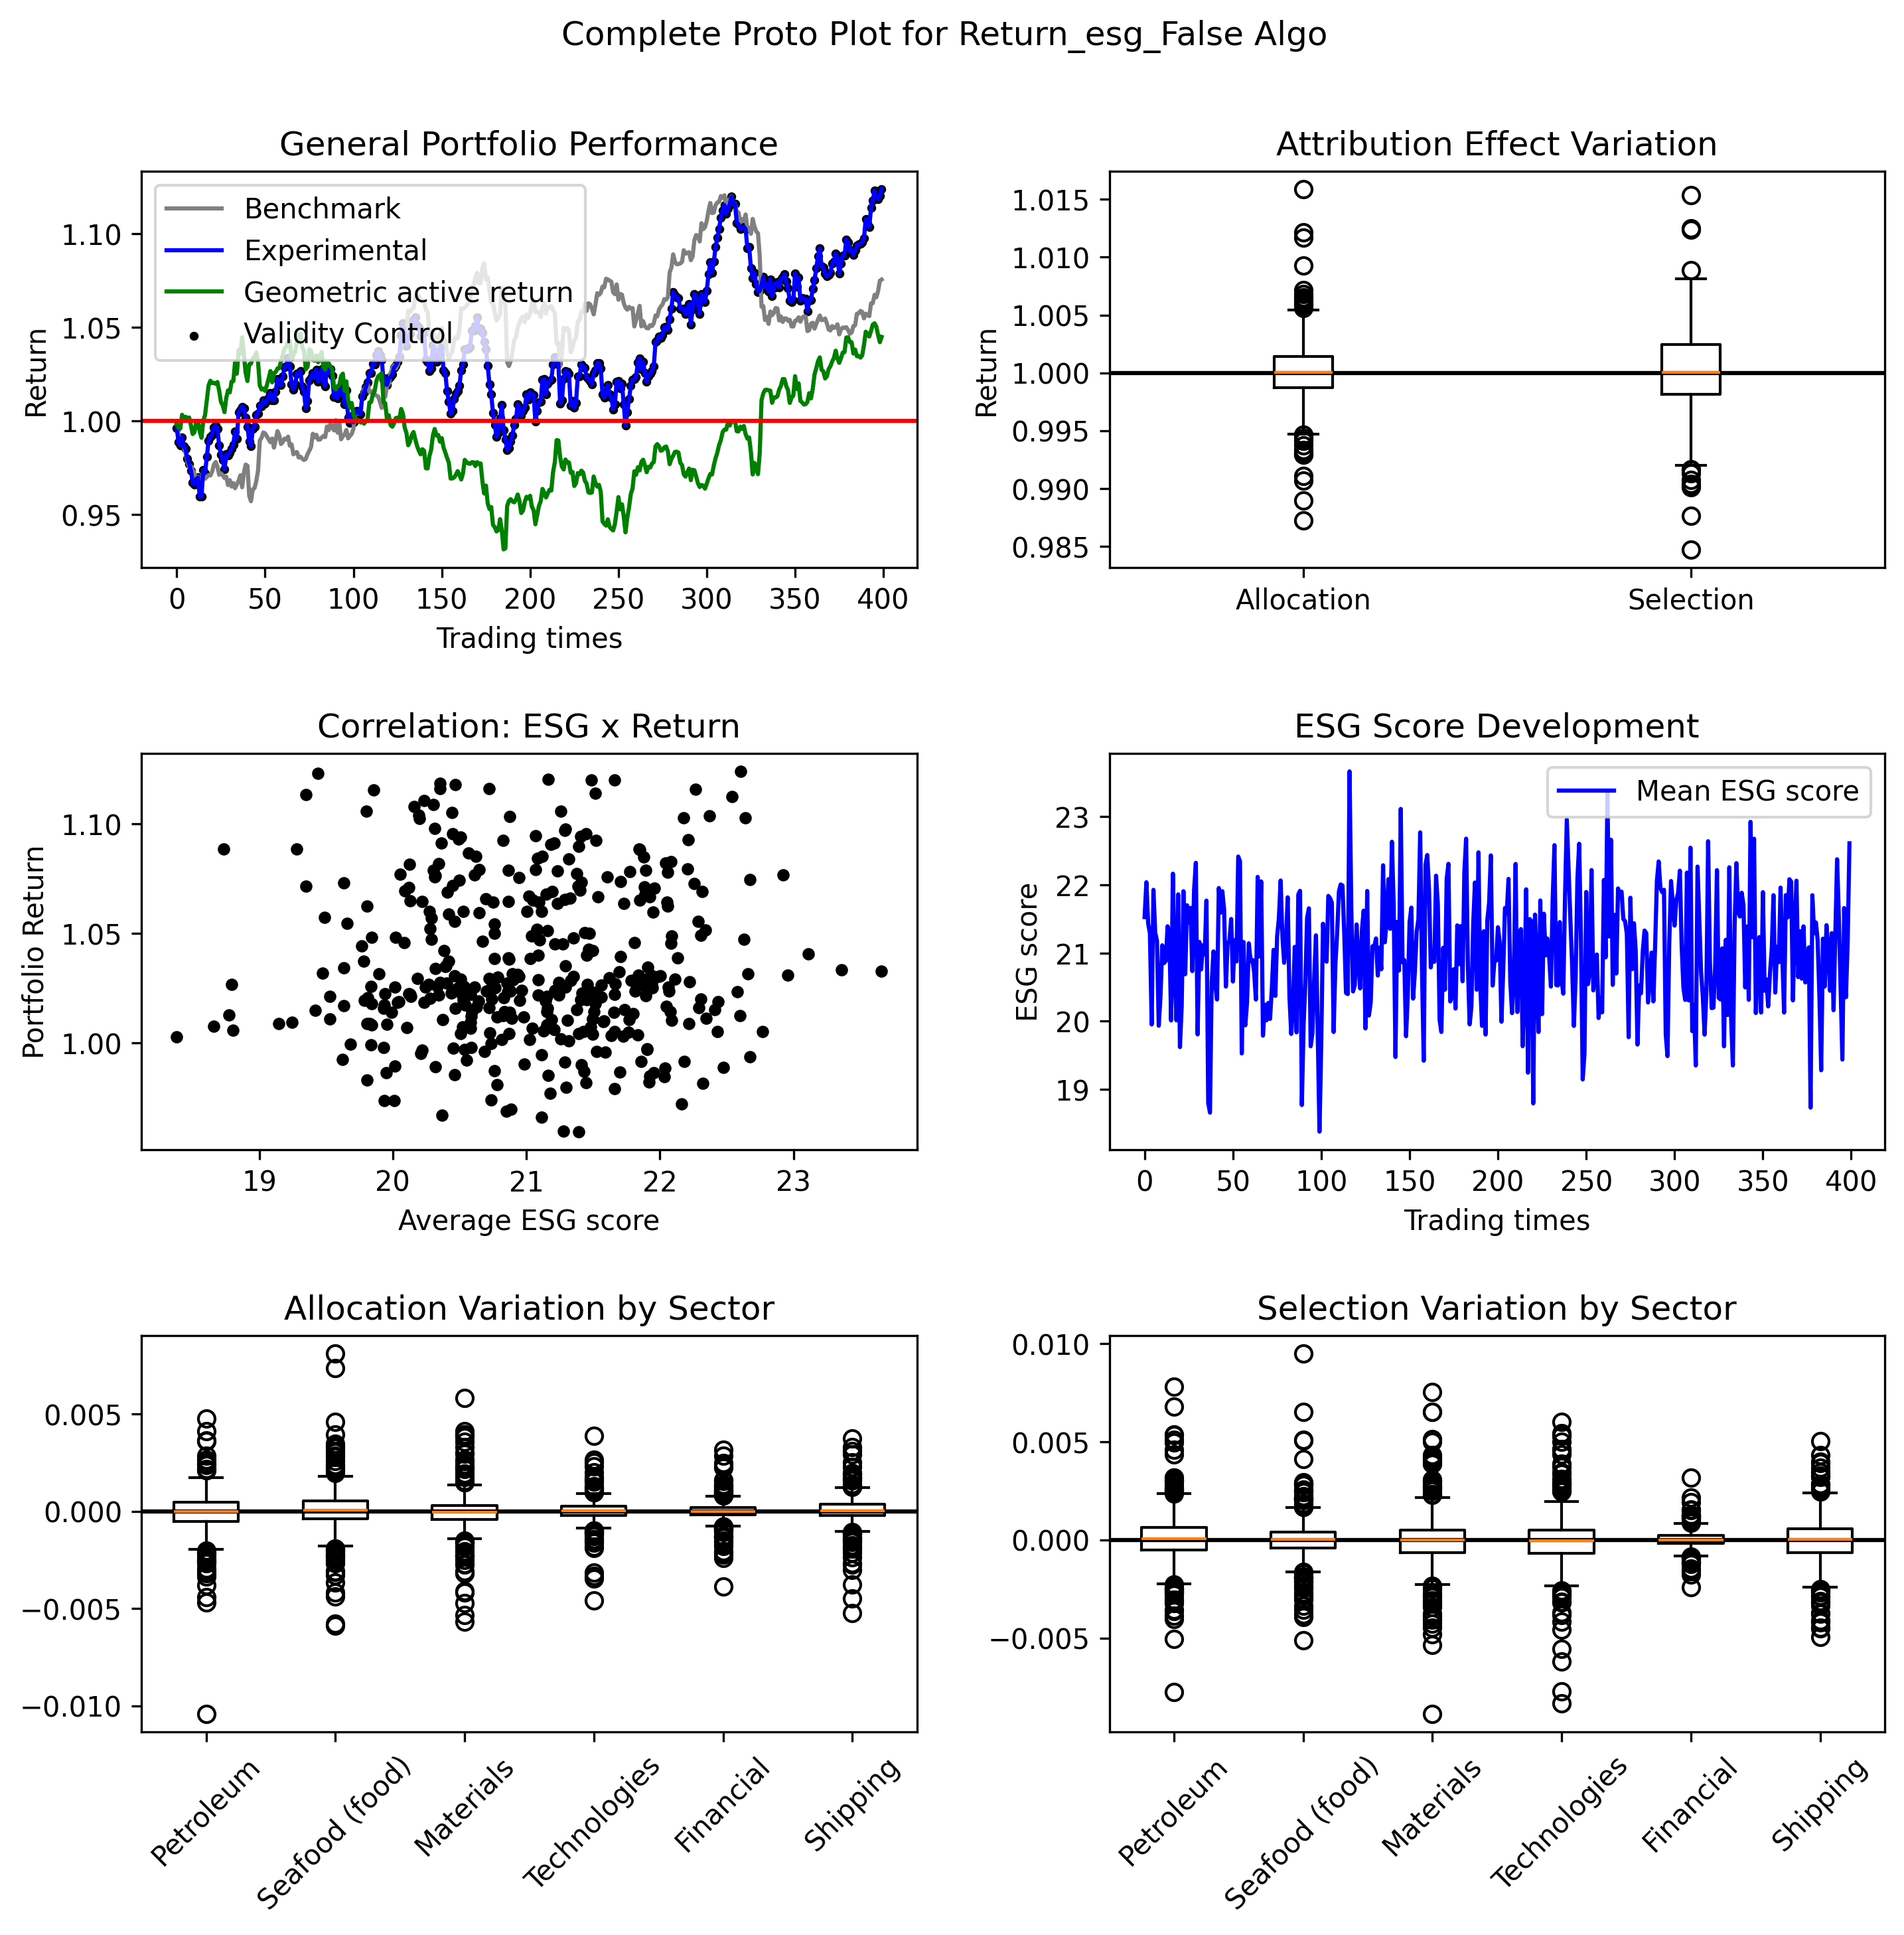 Complete Proto Plot for Return_esg_False Algo
General Portfolio Performance
Return
1.10
1.05
1.00
0.95
Benchmark
Experimental
Geometric active return
Validity Control
0 50 100 150 200 250 300 350 400
Trading times
Attribution Effect Variation
Return
1.015
1.010
1.005
1.000
0.995
0.990
0.985
Allocation Selection
Correlation: ESG x Return
Portfolio Return
1.10
1.05
1.00
19 20 21 22 23
Average ESG score
ESG Score Development
ESG score
23
22
21
20
19
Mean ESG score
0 50 100 150 200 250 300 350 400
Trading times
Allocation Variation by Sector
0.005
0.000
−0.005
−0.010
Petroleum
Seafood (food)
Materials
Technologies
Financial
Shipping
Selection Variation by Sector
0.010
0.005
0.000
−0.005
Petroleum
Seafood (food)
Materials
Technologies
Financial
Shipping